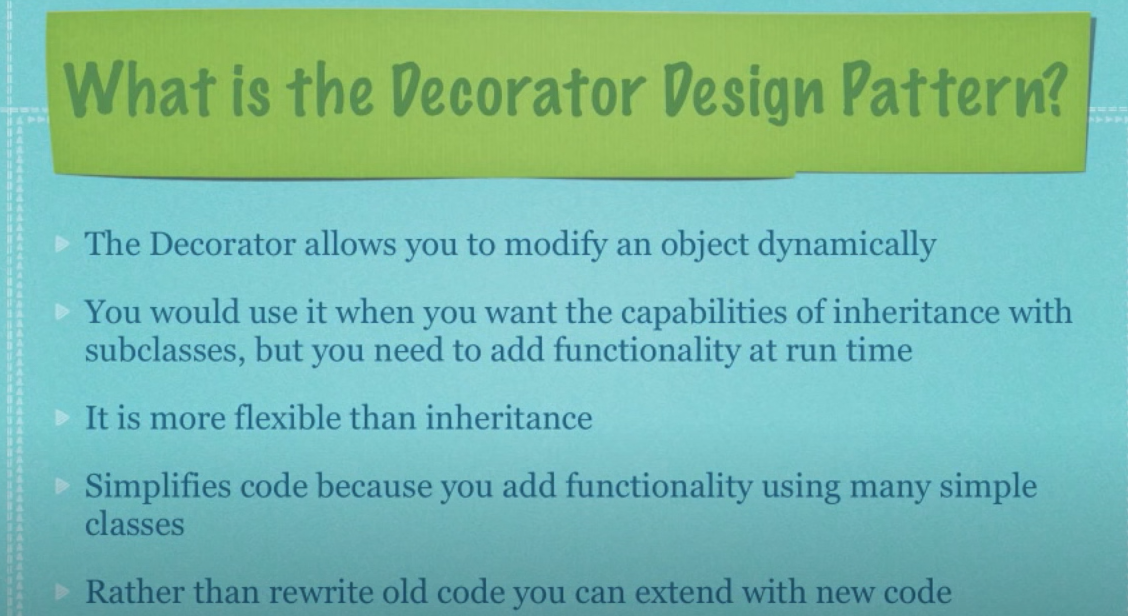 What is the Decorator Design Pattern?
The Decorator allows you to modify an object dynamically
You would use it when you want the capabilities of inheritance with
subclasses, but you need to add functionality at run time
It is more flexible than inheritance
Simplifies code because you add functionality using many simple
classes
Rather than rewrite old code you can extend with new code